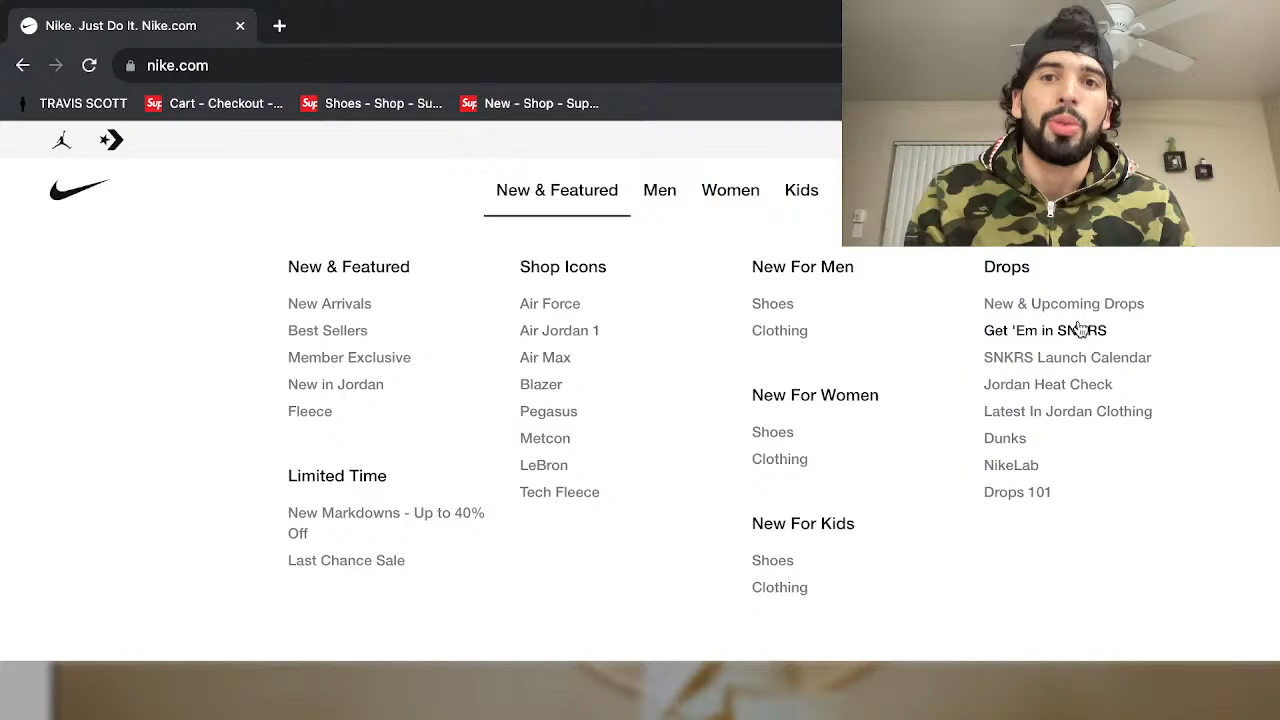 Nike. Just Do It. Nike.com
nike.com
TRAVIS SCOTT
Sup
Cart - Checkout -...
Sup
Shoes - Shop - Su...
Sup
New - Shop - Sup...
New & Featured
Men
Women
Kids
New & Featured
New Arrivals
Best Sellers
Member Exclusive
New in Jordan
Fleece
Limited Time
New Markdowns - Up to 40%
Off
Last Chance Sale
Shop Icons
Air Force
Air Jordan 1
Air Max
Blazer
Pegasus
Metcon
LeBron
Tech Fleece
New For Men
Shoes
Clothing
New For Women
Shoes
Clothing
New For Kids
Shoes
Clothing
Drops
New & Upcoming Drops
Get 'Em in SNKRS
SNKRS Launch Calendar
Jordan Heat Check
Latest In Jordan Clothing
Dunks
NikeLab
Drops 101